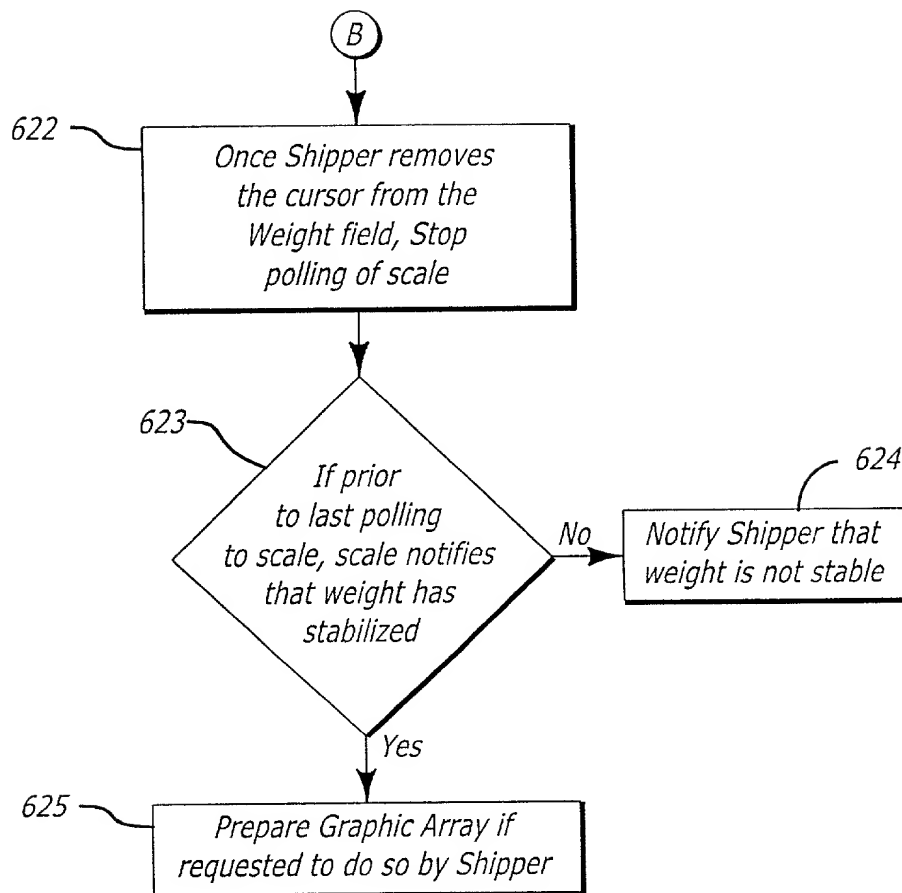 B
622
Once Shipper removes
the cursor from the
Weight field, Stop
polling of scale
623
If prior
to last polling
to scale, scale notifies
that weight has
stabilized
No
624
Notify Shipper that
weight is not stable
Yes
625
Prepare Graphic Array if
requested to do so by Shipper